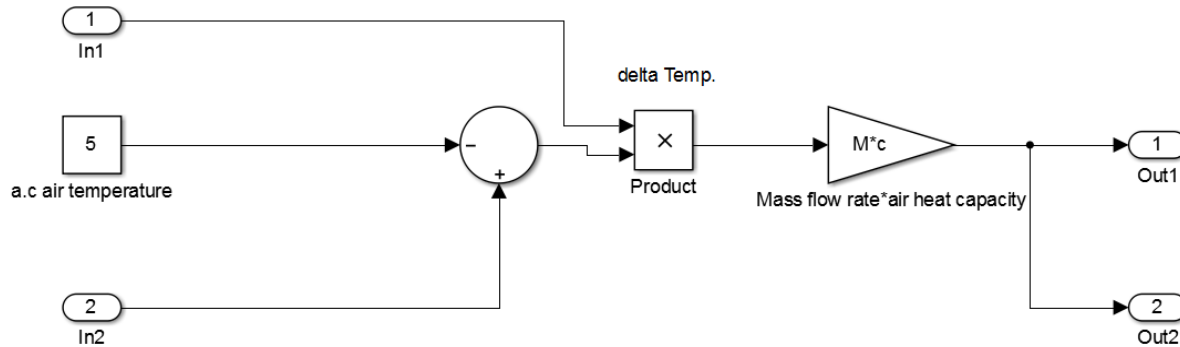 1
In1
delta Temp.
5
a.c air temperature
−
+
×
Product
M*c
Mass flow rate*air heat capacity
1
Out1
2
In2
2
Out2